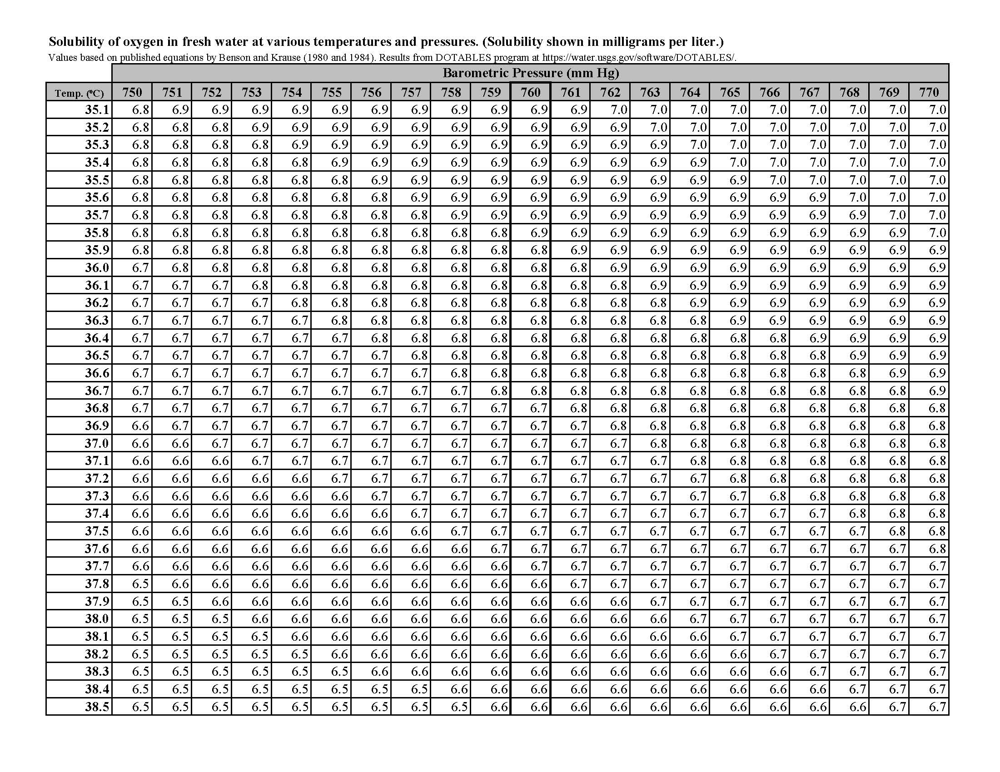 Solubility of oxygen in fresh water at various temperatures and pressures. (Solubility shown in milligrams per liter.)
Values based on published equations by Benson and Krause (1980 and 1984). Results from DOTABLES program at https://water.usgs.gov/software/DOTABLES/.
Barometric Pressure (mm Hg)
Temp. (ºC) 750 751 752 753 754 755 756 757 758 759 760 761 762 763 764 765 766 767 768 769 770
35.1 6.8 6.9 6.9 6.9 6.9 6.9 6.9 6.9 6.9 6.9 6.9 6.9 7.0 7.0 7.0 7.0 7.0 7.0 7.0 7.0 7.0
35.2 6.8 6.8 6.8 6.9 6.9 6.9 6.9 6.9 6.9 6.9 6.9 6.9 6.9 7.0 7.0 7.0 7.0 7.0 7.0 7.0 7.0
35.3 6.8 6.8 6.8 6.8 6.9 6.9 6.9 6.9 6.9 6.9 6.9 6.9 6.9 6.9 7.0 7.0 7.0 7.0 7.0 7.0 7.0
35.4 6.8 6.8 6.8 6.8 6.8 6.9 6.9 6.9 6.9 6.9 6.9 6.9 6.9 6.9 6.9 7.0 7.0 7.0 7.0 7.0 7.0
35.5 6.8 6.8 6.8 6.8 6.8 6.8 6.9 6.9 6.9 6.9 6.9 6.9 6.9 6.9 6.9 6.9 7.0 7.0 7.0 7.0 7.0
35.6 6.8 6.8 6.8 6.8 6.8 6.8 6.8 6.9 6.9 6.9 6.9 6.9 6.9 6.9 6.9 6.9 6.9 6.9 7.0 7.0 7.0
35.7 6.8 6.8 6.8 6.8 6.8 6.8 6.8 6.8 6.9 6.9 6.9 6.9 6.9 6.9 6.9 6.9 6.9 6.9 6.9 7.0 7.0
35.8 6.8 6.8 6.8 6.8 6.8 6.8 6.8 6.8 6.8 6.8 6.9 6.9 6.9 6.9 6.9 6.9 6.9 6.9 6.9 6.9 7.0
35.9 6.8 6.8 6.8 6.8 6.8 6.8 6.8 6.8 6.8 6.8 6.8 6.9 6.9 6.9 6.9 6.9 6.9 6.9 6.9 6.9 6.9
36.0 6.7 6.8 6.8 6.8 6.8 6.8 6.8 6.8 6.8 6.8 6.8 6.8 6.9 6.9 6.9 6.9 6.9 6.9 6.9 6.9 6.9
36.1 6.7 6.7 6.7 6.8 6.8 6.8 6.8 6.8 6.8 6.8 6.8 6.8 6.8 6.9 6.9 6.9 6.9 6.9 6.9 6.9 6.9
36.2 6.7 6.7 6.7 6.7 6.8 6.8 6.8 6.8 6.8 6.8 6.8 6.8 6.8 6.8 6.9 6.9 6.9 6.9 6.9 6.9 6.9
36.3 6.7 6.7 6.7 6.7 6.7 6.8 6.8 6.8 6.8 6.8 6.8 6.8 6.8 6.8 6.8 6.9 6.9 6.9 6.9 6.9 6.9
36.4 6.7 6.7 6.7 6.7 6.7 6.7 6.8 6.8 6.8 6.8 6.8 6.8 6.8 6.8 6.8 6.8 6.8 6.9 6.9 6.9 6.9
36.5 6.7 6.7 6.7 6.7 6.7 6.7 6.7 6.8 6.8 6.8 6.8 6.8 6.8 6.8 6.8 6.8 6.8 6.8 6.9 6.9 6.9
36.6 6.7 6.7 6.7 6.7 6.7 6.7 6.7 6.7 6.8 6.8 6.8 6.8 6.8 6.8 6.8 6.8 6.8 6.8 6.8 6.9 6.9
36.7 6.7 6.7 6.7 6.7 6.7 6.7 6.7 6.7 6.7 6.8 6.8 6.8 6.8 6.8 6.8 6.8 6.8 6.8 6.8 6.8 6.9
36.8 6.7 6.7 6.7 6.7 6.7 6.7 6.7 6.7 6.7 6.7 6.7 6.8 6.8 6.8 6.8 6.8 6.8 6.8 6.8 6.8 6.8
36.9 6.6 6.7 6.7 6.7 6.7 6.7 6.7 6.7 6.7 6.7 6.7 6.7 6.8 6.8 6.8 6.8 6.8 6.8 6.8 6.8 6.8
37.0 6.6 6.6 6.7 6.7 6.7 6.7 6.7 6.7 6.7 6.7 6.7 6.7 6.7 6.8 6.8 6.8 6.8 6.8 6.8 6.8 6.8
37.1 6.6 6.6 6.6 6.7 6.7 6.7 6.7 6.7 6.7 6.7 6.7 6.7 6.7 6.7 6.8 6.8 6.8 6.8 6.8 6.8 6.8
37.2 6.6 6.6 6.6 6.6 6.6 6.7 6.7 6.7 6.7 6.7 6.7 6.7 6.7 6.7 6.7 6.8 6.8 6.8 6.8 6.8 6.8
37.3 6.6 6.6 6.6 6.6 6.6 6.6 6.7 6.7 6.7 6.7 6.7 6.7 6.7 6.7 6.7 6.7 6.8 6.8 6.8 6.8 6.8
37.4 6.6 6.6 6.6 6.6 6.6 6.6 6.6 6.7 6.7 6.7 6.7 6.7 6.7 6.7 6.7 6.7 6.7 6.7 6.8 6.8 6.8
37.5 6.6 6.6 6.6 6.6 6.6 6.6 6.6 6.6 6.7 6.7 6.7 6.7 6.7 6.7 6.7 6.7 6.7 6.7 6.7 6.8 6.8
37.6 6.6 6.6 6.6 6.6 6.6 6.6 6.6 6.6 6.6 6.7 6.7 6.7 6.7 6.7 6.7 6.7 6.7 6.7 6.7 6.7 6.8
37.7 6.6 6.6 6.6 6.6 6.6 6.6 6.6 6.6 6.6 6.6 6.7 6.7 6.7 6.7 6.7 6.7 6.7 6.7 6.7 6.7 6.7
37.8 6.5 6.6 6.6 6.6 6.6 6.6 6.6 6.6 6.6 6.6 6.6 6.7 6.7 6.7 6.7 6.7 6.7 6.7 6.7 6.7 6.7
37.9 6.5 6.5 6.6 6.6 6.6 6.6 6.6 6.6 6.6 6.6 6.6 6.6 6.6 6.7 6.7 6.7 6.7 6.7 6.7 6.7 6.7
38.0 6.5 6.5 6.5 6.6 6.6 6.6 6.6 6.6 6.6 6.6 6.6 6.6 6.6 6.6 6.7 6.7 6.7 6.7 6.7 6.7 6.7
38.1 6.5 6.5 6.5 6.5 6.6 6.6 6.6 6.6 6.6 6.6 6.6 6.6 6.6 6.6 6.6 6.7 6.7 6.7 6.7 6.7 6.7
38.2 6.5 6.5 6.5 6.5 6.5 6.6 6.6 6.6 6.6 6.6 6.6 6.6 6.6 6.6 6.6 6.6 6.7 6.7 6.7 6.7 6.7
38.3 6.5 6.5 6.5 6.5 6.5 6.5 6.6 6.6 6.6 6.6 6.6 6.6 6.6 6.6 6.6 6.6 6.6 6.7 6.7 6.7 6.7
38.4 6.5 6.5 6.5 6.5 6.5 6.5 6.5 6.5 6.6 6.6 6.6 6.6 6.6 6.6 6.6 6.6 6.6 6.6 6.7 6.7 6.7
38.5 6.5 6.5 6.5 6.5 6.5 6.5 6.5 6.5 6.5 6.6 6.6 6.6 6.6 6.6 6.6 6.6 6.6 6.6 6.6 6.7 6.7